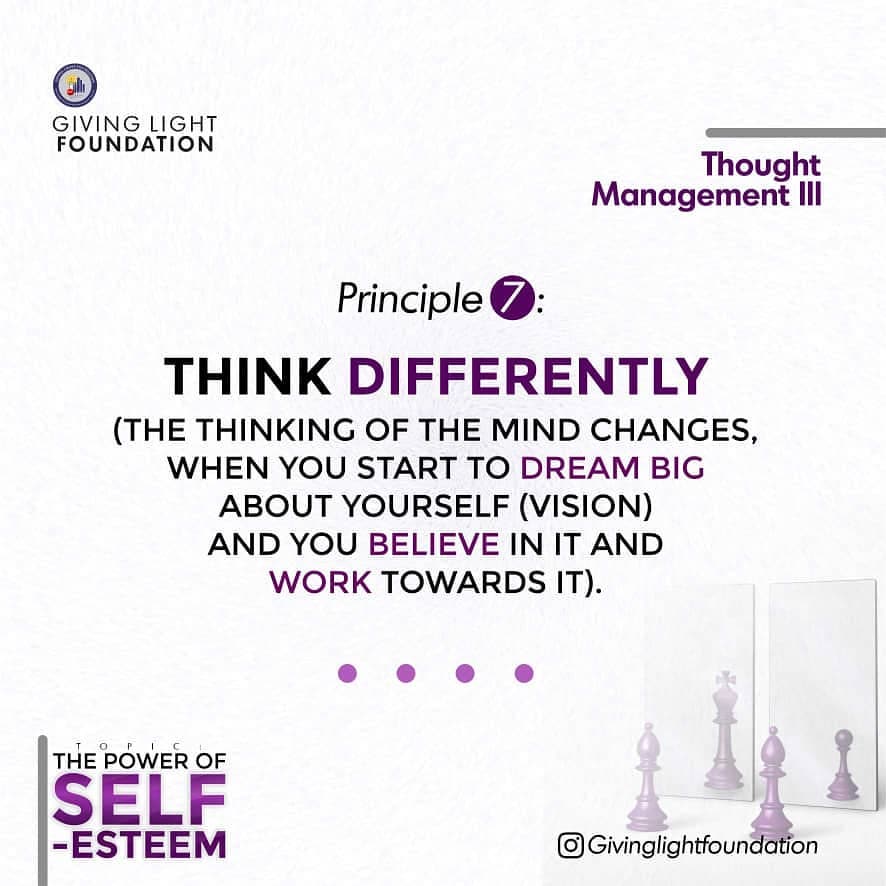 GIVING LIGHT
FOUNDATION
Thought
Management III
Principle 7:
THINK DIFFERENTLY
(THE THINKING OF THE MIND CHANGES,
WHEN YOU START TO DREAM BIG
ABOUT YOURSELF (VISION)
AND YOU BELIEVE IN IT AND
WORK TOWARDS IT).
TOPIC:
THE POWER OF
SELF
-ESTEEM
Givinglightfoundation